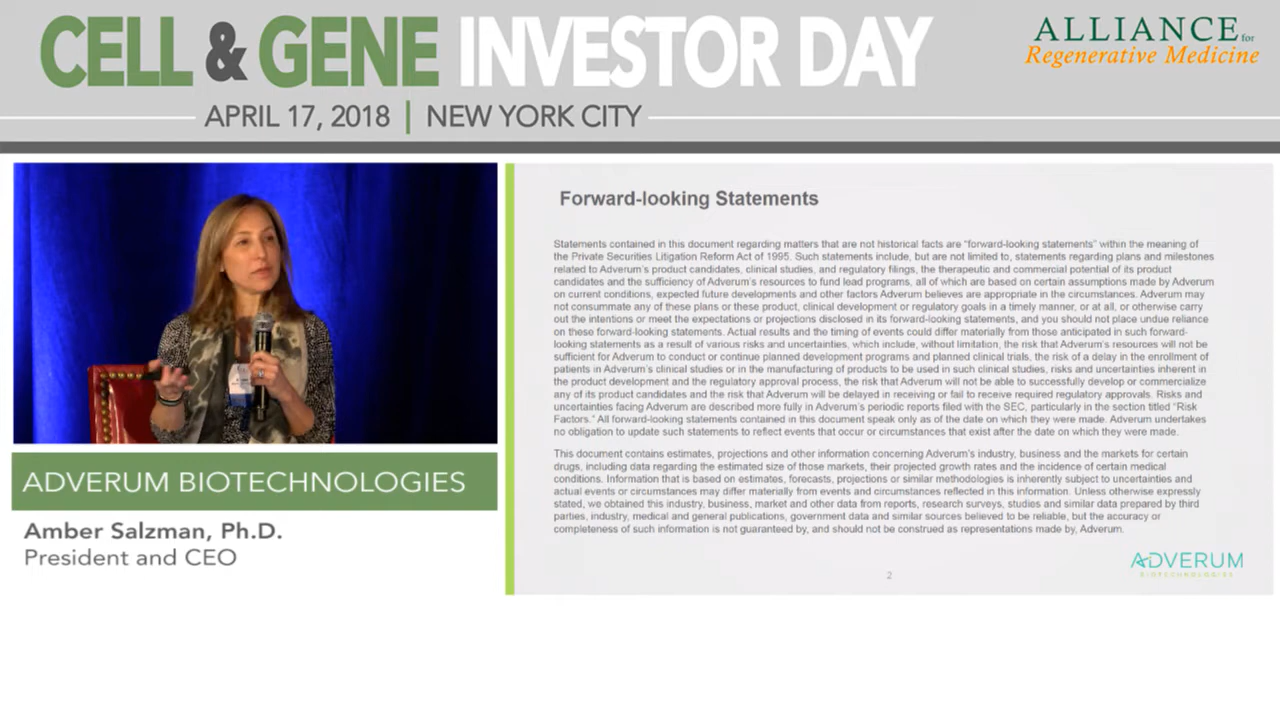 CELL & GENE INVESTOR DAY
APRIL 17, 2018 | NEW YORK CITY
ALLIANCE for
Regenerative Medicine
ADVERUM BIOTECHNOLOGIES
Amber Salzman, Ph.D.
President and CEO
Forward-looking Statements
Statements contained in this document regarding matters that are not historical facts are “forward-looking statements” within the meaning of
the Private Securities Litigation Reform Act of 1995. Such statements include, but are not limited to, statements regarding plans and milestones
related to Adverum's product candidates, clinical studies, and regulatory filings, the therapeutic and commercial potential of its product
candidates and the sufficiency of Adverum's resources to fund lead programs, all of which are based on certain assumptions made by Adverum
on current conditions, expected future developments and other factors Adverum believes are appropriate in the circumstances. Adverum may
not consummate any of these plans or these product, clinical development or regulatory goals in a timely manner, or at all, or otherwise carry
out the intentions or meet the expectations or projections disclosed in its forward-looking statements, and you should not place undue reliance
on these forward-looking statements. Actual results and the timing of events could differ materially from those anticipated in such forward-
looking statements as a result of various risks and uncertainties, which include, without limitation, the risk that Adverum's resources will not be
sufficient for Adverum to conduct or continue planned development programs and planned clinical trials, the risk of a delay in the enrollment of
patients in Adverum's clinical studies or in the manufacturing of products to be used in such clinical studies, risks and uncertainties inherent in
the product development and the regulatory approval process, the risk that Adverum will not be able to successfully develop or commercialize
any of its product candidates and the risk that Adverum will be delayed in receiving or fail to receive required regulatory approvals. Risks and
uncertainties facing Adverum are described more fully in Adverum's periodic reports filed with the SEC, particularly in the section titled “Risk
Factors.” All forward-looking statements contained in this document speak only as of the date on which they were made. Adverum undertakes
no obligation to update such statements to reflect events that occur or circumstances that exist after the date on which they were made.
This document contains estimates, projections and other information concerning Adverum's industry, business and the markets for certain
drugs, including data regarding the estimated size of those markets, their projected growth rates and the incidence of certain medical
conditions. Information that is based on estimates, forecasts, projections or similar methodologies is inherently subject to uncertainties and
actual events or circumstances may differ materially from events and circumstances reflected in this information. Unless otherwise expressly
stated, we obtained this industry, business, market and other data from reports, research surveys, studies and similar data prepared by third
parties, industry, medical and general publications, government data and similar sources believed to be reliable, but the accuracy or
completeness of such information is not guaranteed by, and should not be construed as representations made by, Adverum.
2
ADVERUM
BIOTECHNOLOGIES